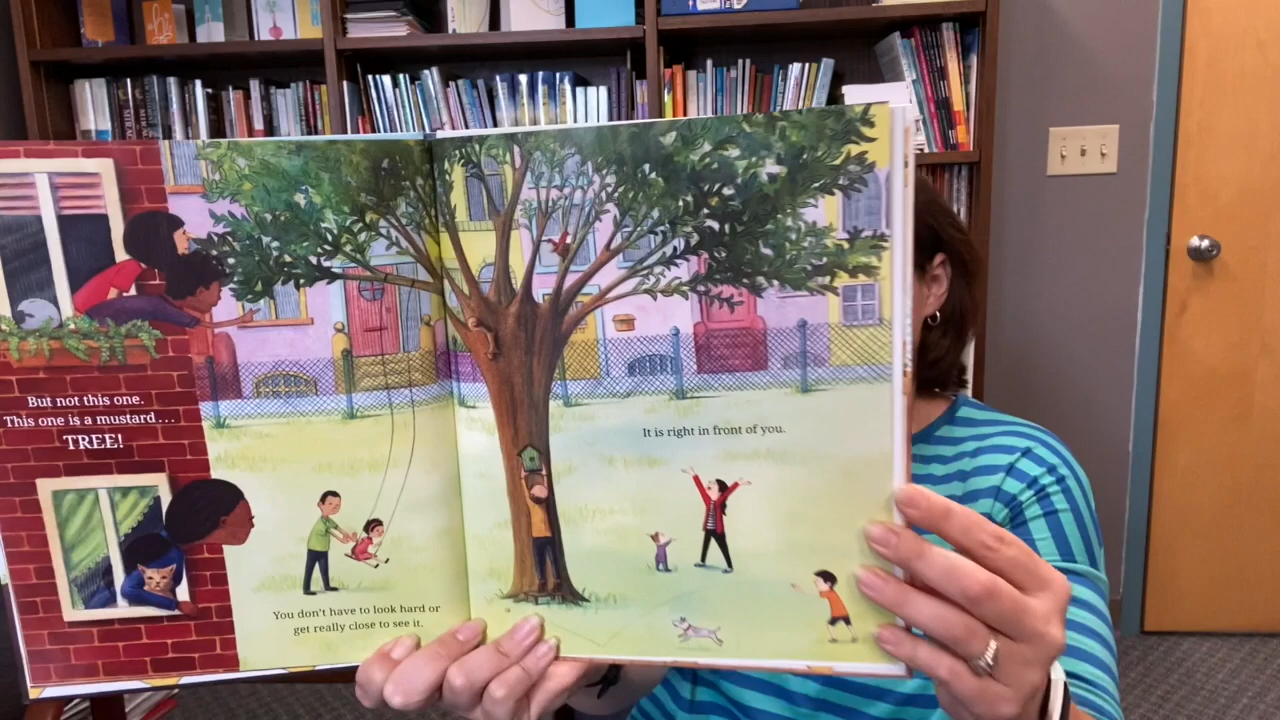 But not this one.
This one is a mustard...
TREE!
You don't have to look hard or
get really close to see it.
It is right in front of you.